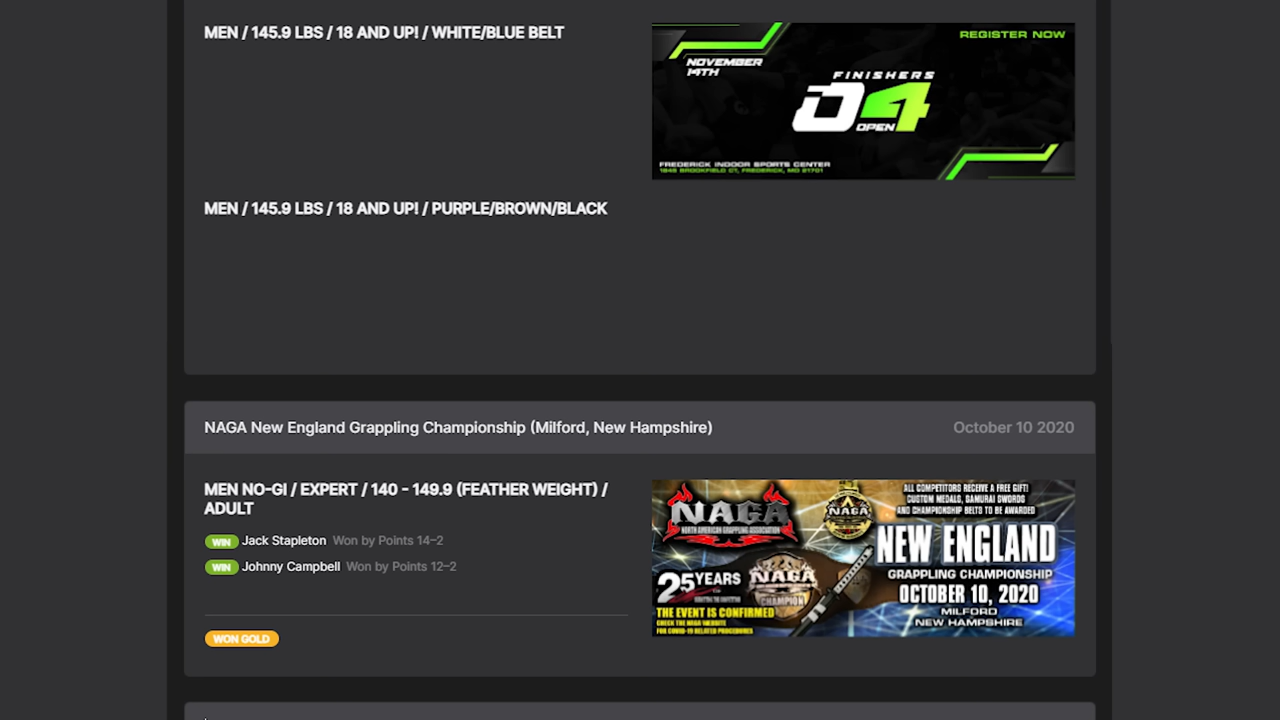 MEN / 145.9 LBS / 18 AND UP! / WHITE/BLUE BELT
REGISTER NOW
NOVEMBER
14TH
FINISHERS
04
OPEN
FREDERICK INDOOR SPORTS CENTER
1845 BROOKFIELD CT, FREDERICK, MD 21701
MEN / 145.9 LBS / 18 AND UP! / PURPLE/BROWN/BLACK
NAGA New England Grappling Championship (Milford, New Hampshire)
October 10 2020
MEN NO-GI / EXPERT / 140 - 149.9 (FEATHER WEIGHT) /
ADULT
WIN Jack Stapleton Won by Points 14–2
WIN Johnny Campbell Won by Points 12–2
WON GOLD
NAGA
NORTH AMERICAN GRAPPLING ASSOCIATION
NAGA
ALL COMPETITORS RECEIVE A FREE GIFT!
CUSTOM MEDALS, SAMURAI SWORDS
AND CHAMPIONSHIP BELTS TO BE AWARDED
NEW ENGLAND
GRAPPLING CHAMPIONSHIP
OCTOBER 10, 2020
MILFORD
NEW HAMPSHIRE
25 YEARS
NAGA
CHAMPION
THE EVENT IS CONFIRMED
CHECK THE NAGA WEBSITE
FOR COVID-19 RELATED PROCEDURES